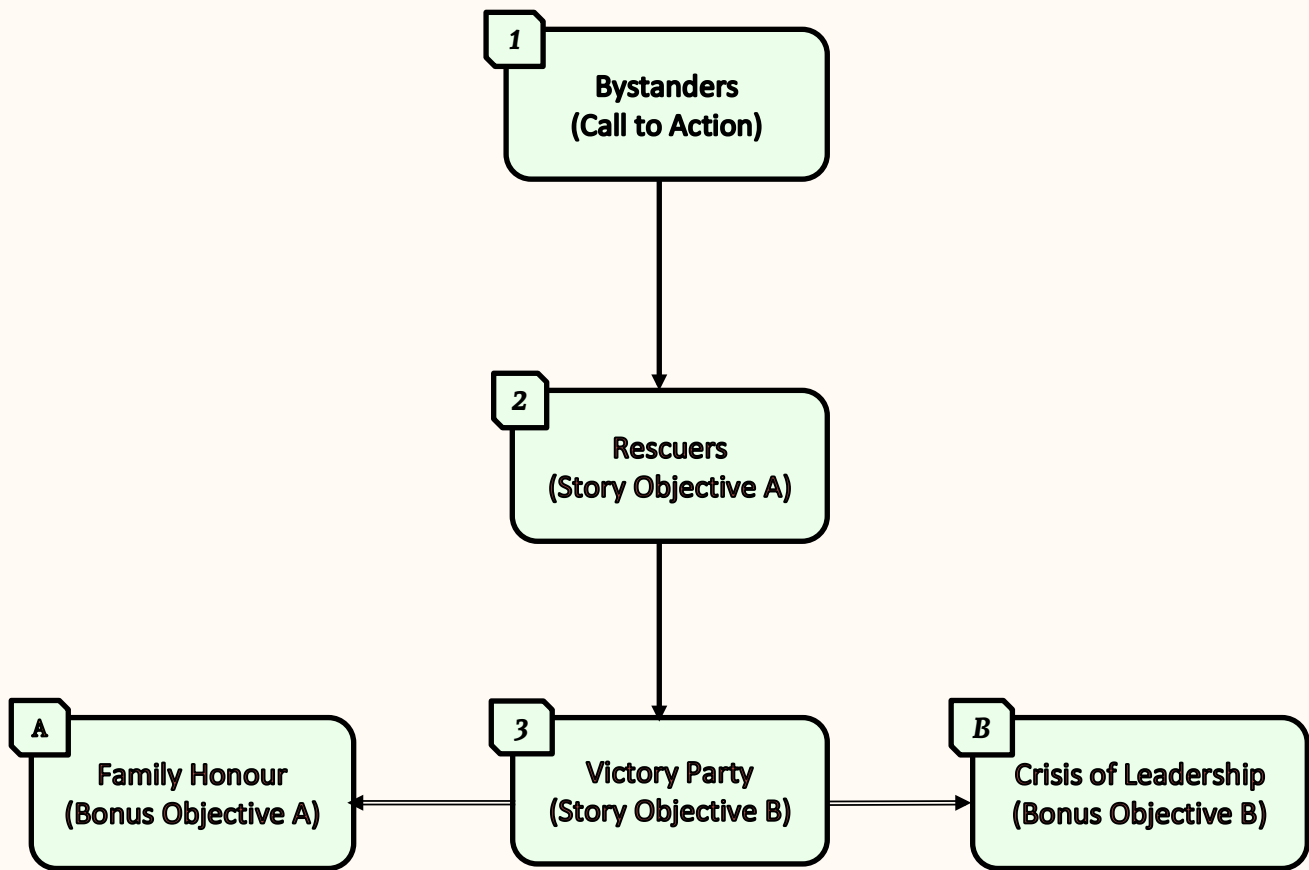 1
Bystanders
(Call to Action)
2
Rescuers
(Story Objective A)
A
Family Honour
(Bonus Objective A)
3
Victory Party
(Story Objective B)
B
Crisis of Leadership
(Bonus Objective B)